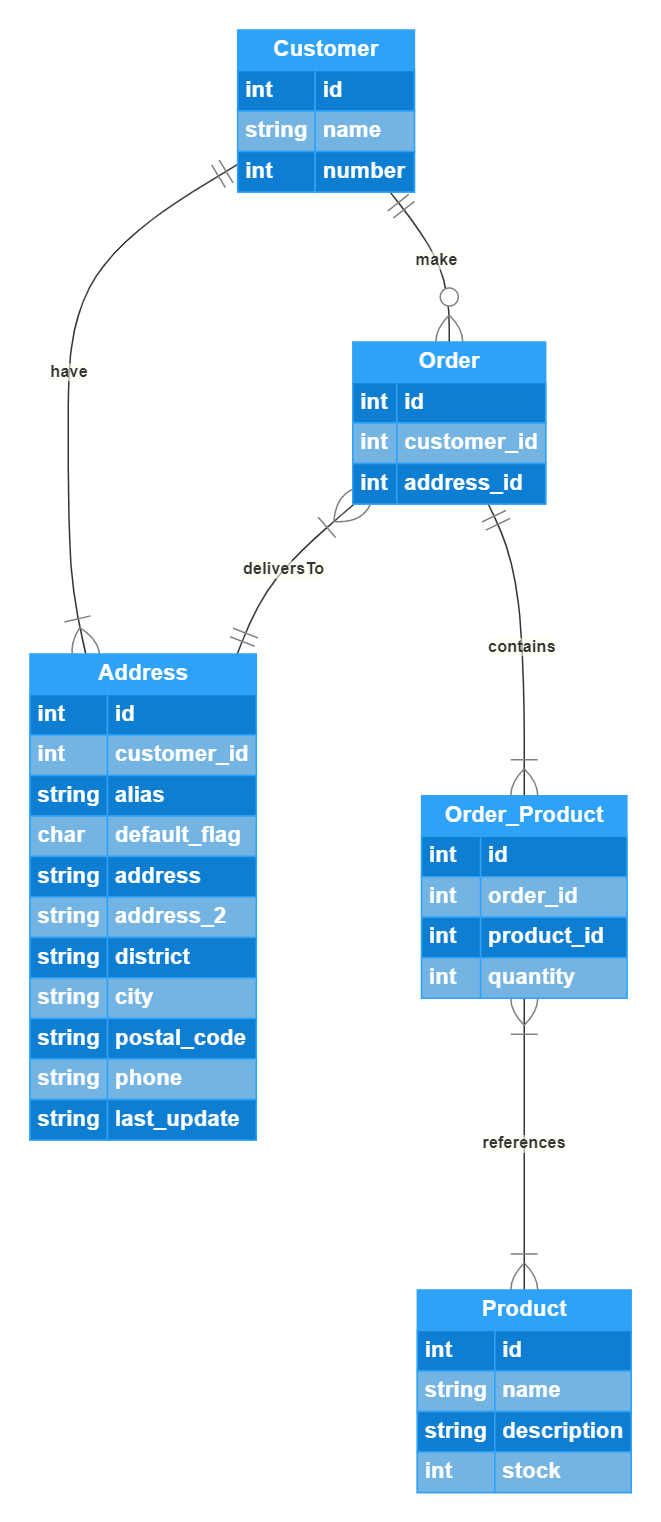 Customer
int id
string name
int number
make
have
Order
int id
int customer_id
int address_id
deliversTo
contains
Address
int id
int customer_id
string alias
char default_flag
string address
string address_2
string district
string city
string postal_code
string phone
string last_update
Order_Product
int id
int order_id
int product_id
int quantity
references
Product
int id
string name
string description
int stock